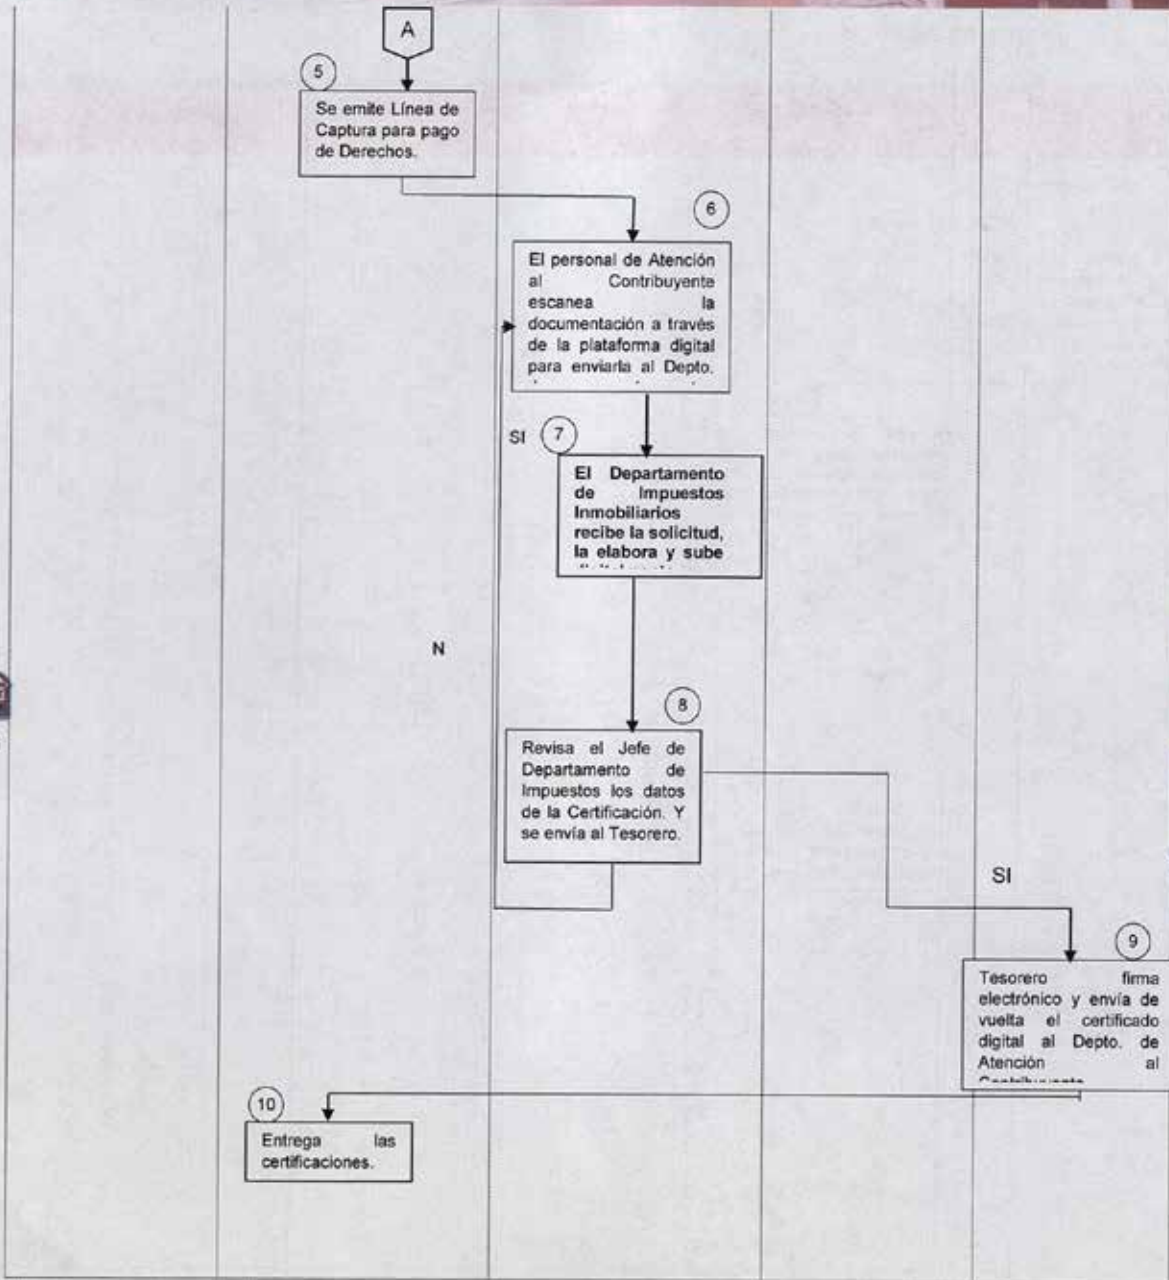 A
5
Se emite Línea de
Captura para pago
de Derechos.
6
El personal de Atención
al Contribuyente
escanea la
documentación a través
de la plataforma digital
para enviarla al Depto.
SI
7
El Departamento
de Impuestos
Inmobiliarios
recibe la solicitud,
la elabora y sube
N
8
Revisa el Jefe de
Departamento de
Impuestos los datos
de la Certificación. Y
se envía al Tesorero.
SI
9
Tesorero firma
electrónico y envía de
vuelta el certificado
digital al Depto. de
Atención al
10
Entrega las
certificaciones.